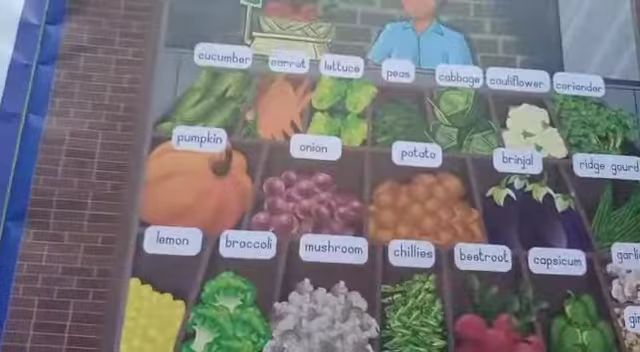 cucumber carrot lettuce peas cabbage cauliflower coriander
pumpkin onion potato brinjal ridge gourd
lemon broccoli mushroom chillies beetroot capsicum